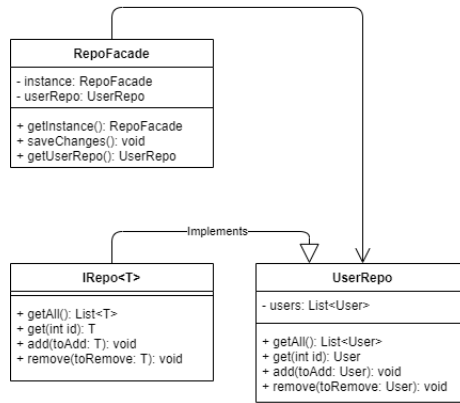 RepoFacade
- instance: RepoFacade
- userRepo: UserRepo
+ getInstance(): RepoFacade
+ saveChanges(): void
+ getUserRepo(): UserRepo
Implements
IRepo<T>
+ getAll(): List<T>
+ get(int id): T
+ add(toAdd: T): void
+ remove(toRemove: T): void
UserRepo
- users: List<User>
+ getAll(): List<User>
+ get(int id): User
+ add(toAdd: User): void
+ remove(toRemove: User): void